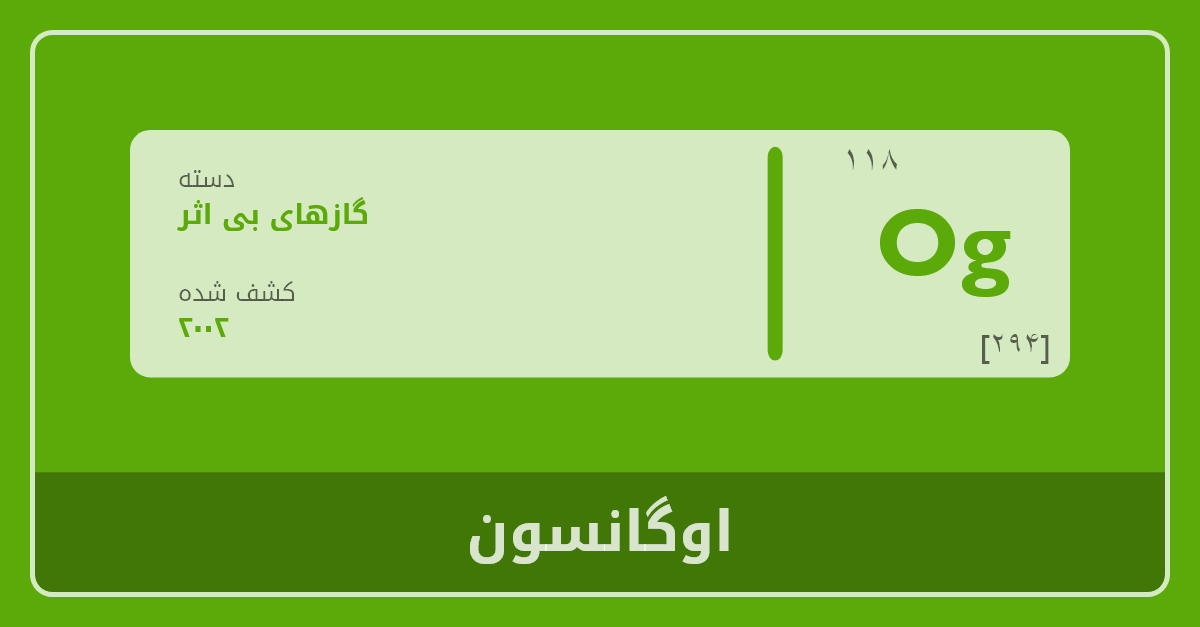 ۱۱۸
Og
[۲۹۴]
دسته
گازهای بی اثر
کشف شده
۲۰۰۲
اوگانسون